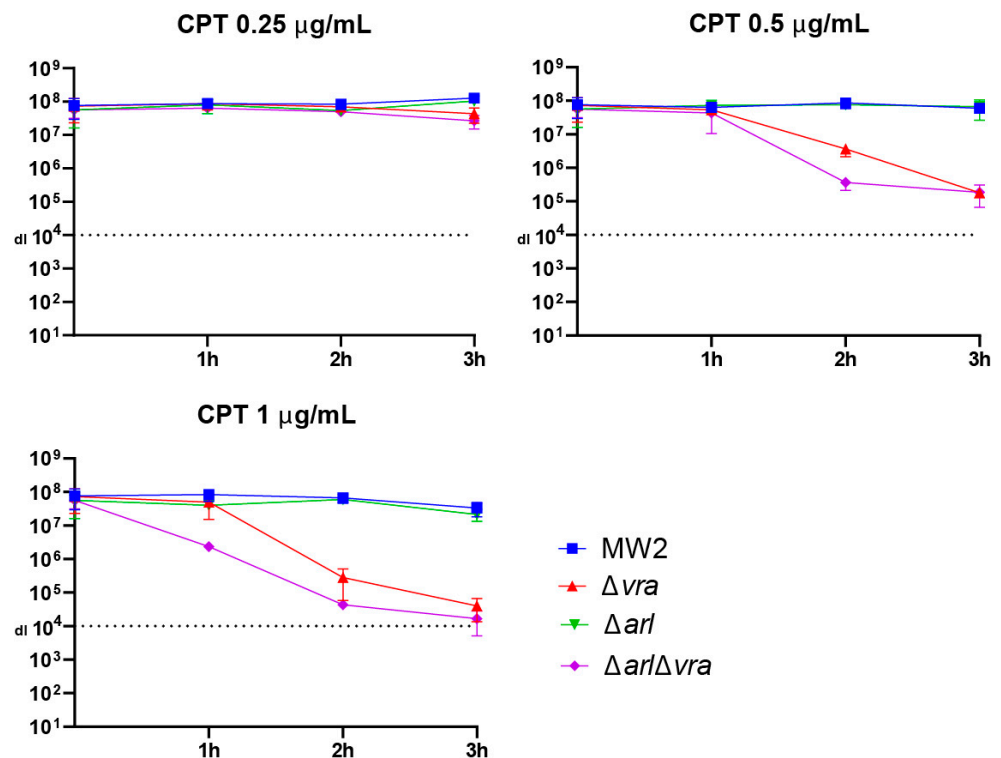 CPT 0.25 μg/mL
10⁹
10⁸
10⁷
10⁶
10⁵
dl 10⁴
10³
10²
10¹
1h 2h 3h
CPT 0.5 μg/mL
10⁹
10⁸
10⁷
10⁶
10⁵
dl 10⁴
10³
10²
10¹
1h 2h 3h
CPT 1 μg/mL
10⁹
10⁸
10⁷
10⁶
10⁵
dl 10⁴
10³
10²
10¹
1h 2h 3h
MW2
Δvra
Δarl
ΔarlΔvra